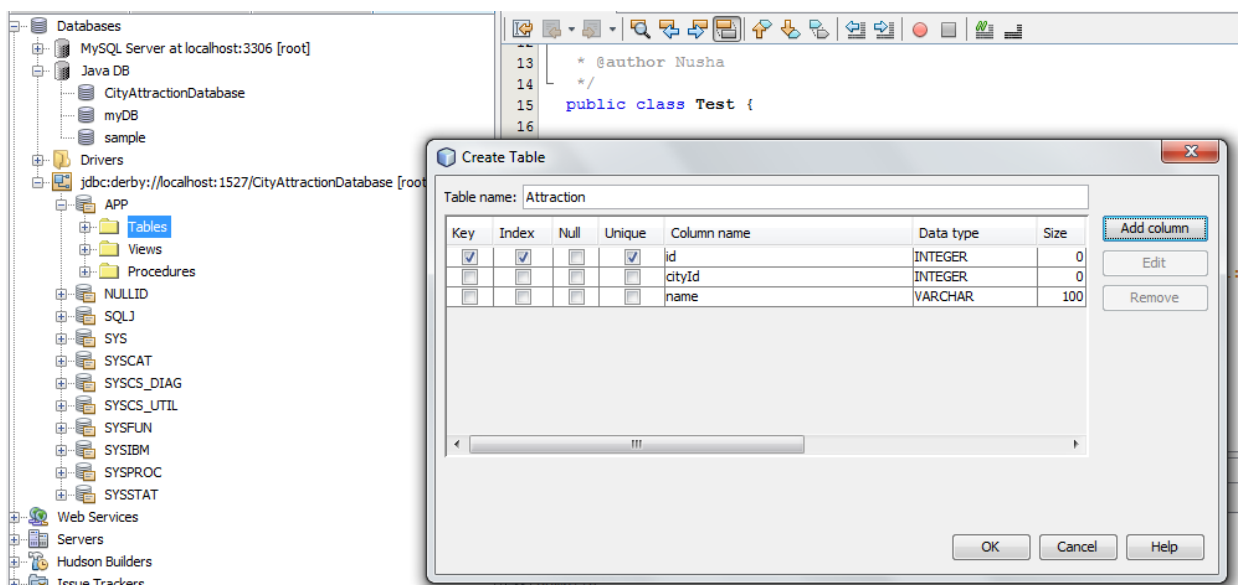 Databases
MySQL Server at localhost:3306 [root]
Java DB
CityAttractionDatabase
myDB
sample
Drivers
jdbc:derby://localhost:1527/CityAttractionDatabase [root
APP
Tables
Views
Procedures
NULLID
SQLJ
SYS
SYSCAT
SYSCS_DIAG
SYSCS_UTIL
SYSFUN
SYSIBM
SYSPROC
SYSSTAT
Web Services
Servers
Hudson Builders
Issue Trackers
13 * @author Nusha
14 */
15 public class Test {
16
Create Table
Table name: Attraction
Key Index Null Unique Column name Data type Size
id INTEGER 0
cityId INTEGER 0
name VARCHAR 100
Add column
Edit
Remove
OK Cancel Help